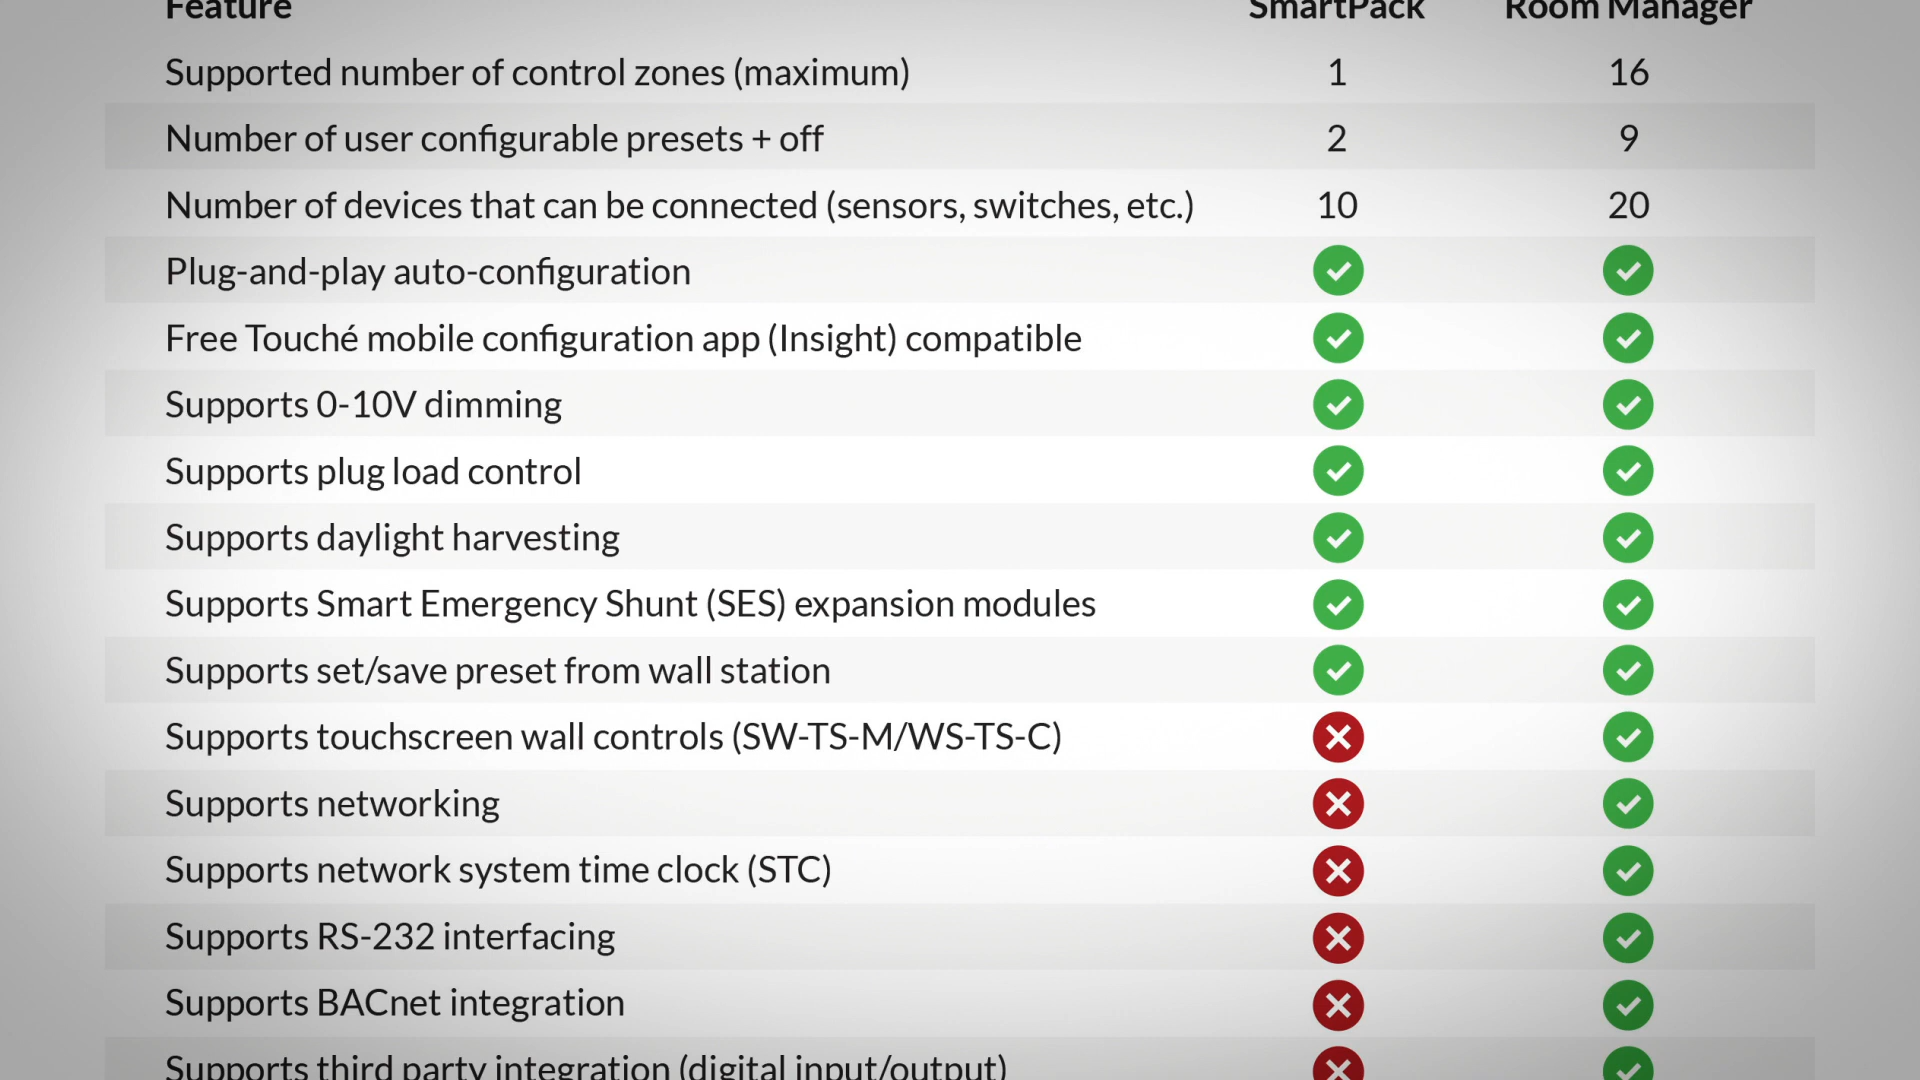 Feature SmartPack Room Manager
Supported number of control zones (maximum) 1 16
Number of user configurable presets + off 2 9
Number of devices that can be connected (sensors, switches, etc.) 10 20
Plug-and-play auto-configuration
Free Touché mobile configuration app (Insight) compatible
Supports 0-10V dimming
Supports plug load control
Supports daylight harvesting
Supports Smart Emergency Shunt (SES) expansion modules
Supports set/save preset from wall station
Supports touchscreen wall controls (SW-TS-M/WS-TS-C)
Supports networking
Supports network system time clock (STC)
Supports RS-232 interfacing
Supports BACnet integration
Supports third party integration (digital input/output)